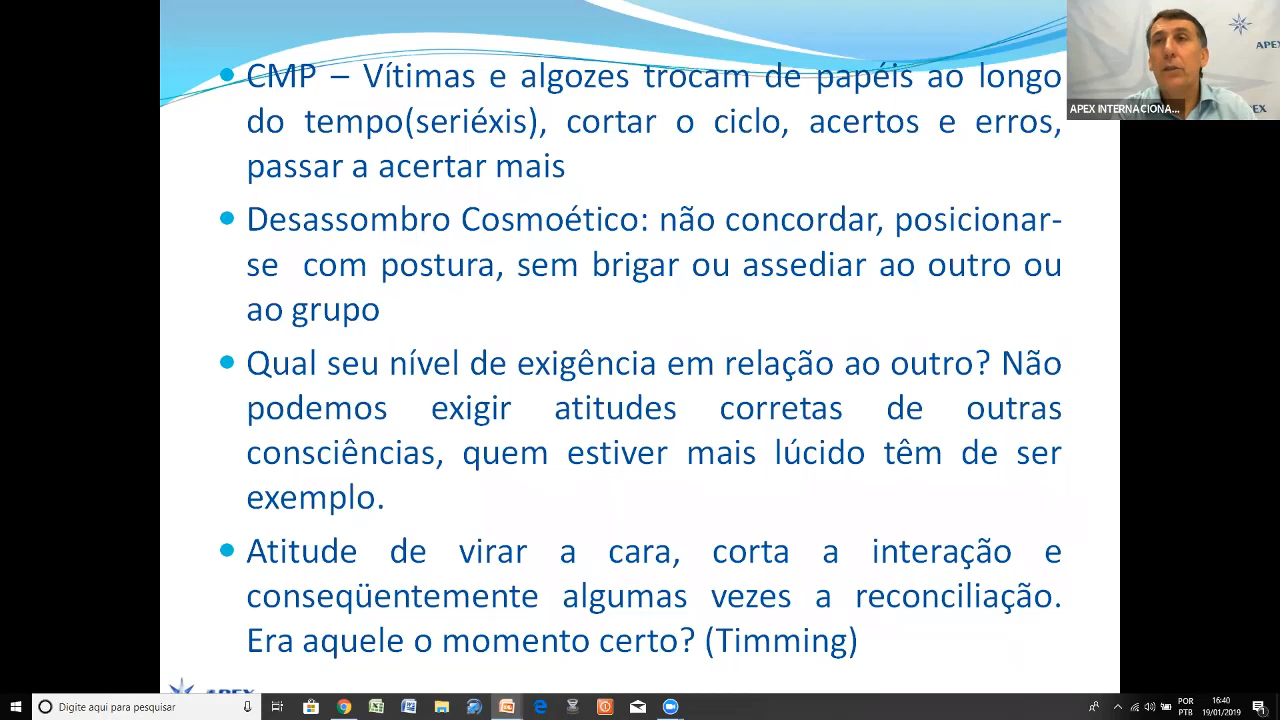 CMP – Vítimas e algozes trocam de papéis ao longo
do tempo(seriéxis), cortar o ciclo, acertos e erros,
passar a acertar mais
Desassombro Cosmoético: não concordar, posicionar-
se com postura, sem brigar ou assediar ao outro ou
ao grupo
Qual seu nível de exigência em relação ao outro? Não
podemos exigir atitudes corretas de outras
consciências, quem estiver mais lúcido têm de ser
exemplo.
Atitude de virar a cara, corta a interação e
conseqüentemente algumas vezes a reconciliação.
Era aquele o momento certo? (Timming)
APEX
APEX INTERNACIONA...
Digite aqui para pesquisar
POR
PTB
16:40
19/01/2019